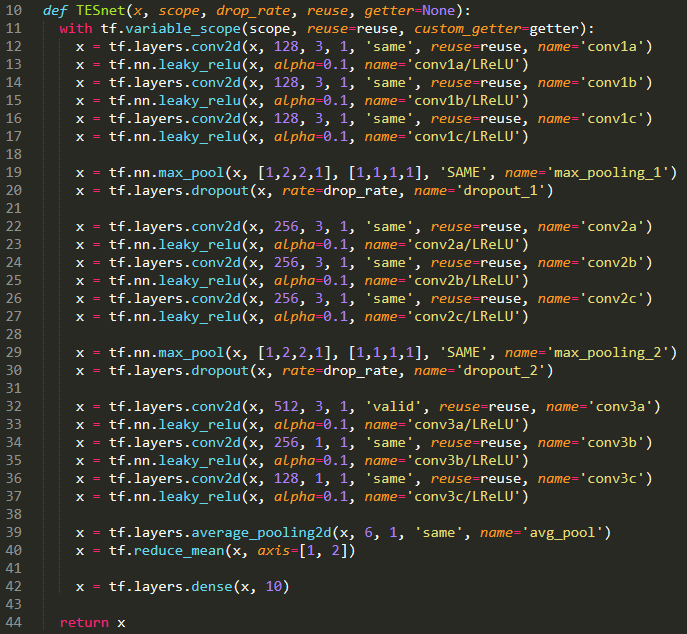 10 def TESnet(x, scope, drop_rate, reuse, getter=None):
11   with tf.variable_scope(scope, reuse=reuse, custom_getter=getter):
12     x = tf.layers.conv2d(x, 128, 3, 1, 'same', reuse=reuse, name='conv1a')
13     x = tf.nn.leaky_relu(x, alpha=0.1, name='conv1a/LReLU')
14     x = tf.layers.conv2d(x, 128, 3, 1, 'same', reuse=reuse, name='conv1b')
15     x = tf.nn.leaky_relu(x, alpha=0.1, name='conv1b/LReLU')
16     x = tf.layers.conv2d(x, 128, 3, 1, 'same', reuse=reuse, name='conv1c')
17     x = tf.nn.leaky_relu(x, alpha=0.1, name='conv1c/LReLU')
18
19     x = tf.nn.max_pool(x, [1,2,2,1], [1,1,1,1], 'SAME', name='max_pooling_1')
20     x = tf.layers.dropout(x, rate=drop_rate, name='dropout_1')
21
22     x = tf.layers.conv2d(x, 256, 3, 1, 'same', reuse=reuse, name='conv2a')
23     x = tf.nn.leaky_relu(x, alpha=0.1, name='conv2a/LReLU')
24     x = tf.layers.conv2d(x, 256, 3, 1, 'same', reuse=reuse, name='conv2b')
25     x = tf.nn.leaky_relu(x, alpha=0.1, name='conv2b/LReLU')
26     x = tf.layers.conv2d(x, 256, 3, 1, 'same', reuse=reuse, name='conv2c')
27     x = tf.nn.leaky_relu(x, alpha=0.1, name='conv2c/LReLU')
28
29     x = tf.nn.max_pool(x, [1,2,2,1], [1,1,1,1], 'SAME', name='max_pooling_2')
30     x = tf.layers.dropout(x, rate=drop_rate, name='dropout_2')
31
32     x = tf.layers.conv2d(x, 512, 3, 1, 'valid', reuse=reuse, name='conv3a')
33     x = tf.nn.leaky_relu(x, alpha=0.1, name='conv3a/LReLU')
34     x = tf.layers.conv2d(x, 256, 1, 1, 'same', reuse=reuse, name='conv3b')
35     x = tf.nn.leaky_relu(x, alpha=0.1, name='conv3b/LReLU')
36     x = tf.layers.conv2d(x, 128, 1, 1, 'same', reuse=reuse, name='conv3c')
37     x = tf.nn.leaky_relu(x, alpha=0.1, name='conv3c/LReLU')
38
39     x = tf.layers.average_pooling2d(x, 6, 1, 'same', name='avg_pool')
40     x = tf.reduce_mean(x, axis=[1, 2])
41
42     x = tf.layers.dense(x, 10)
43
44   return x